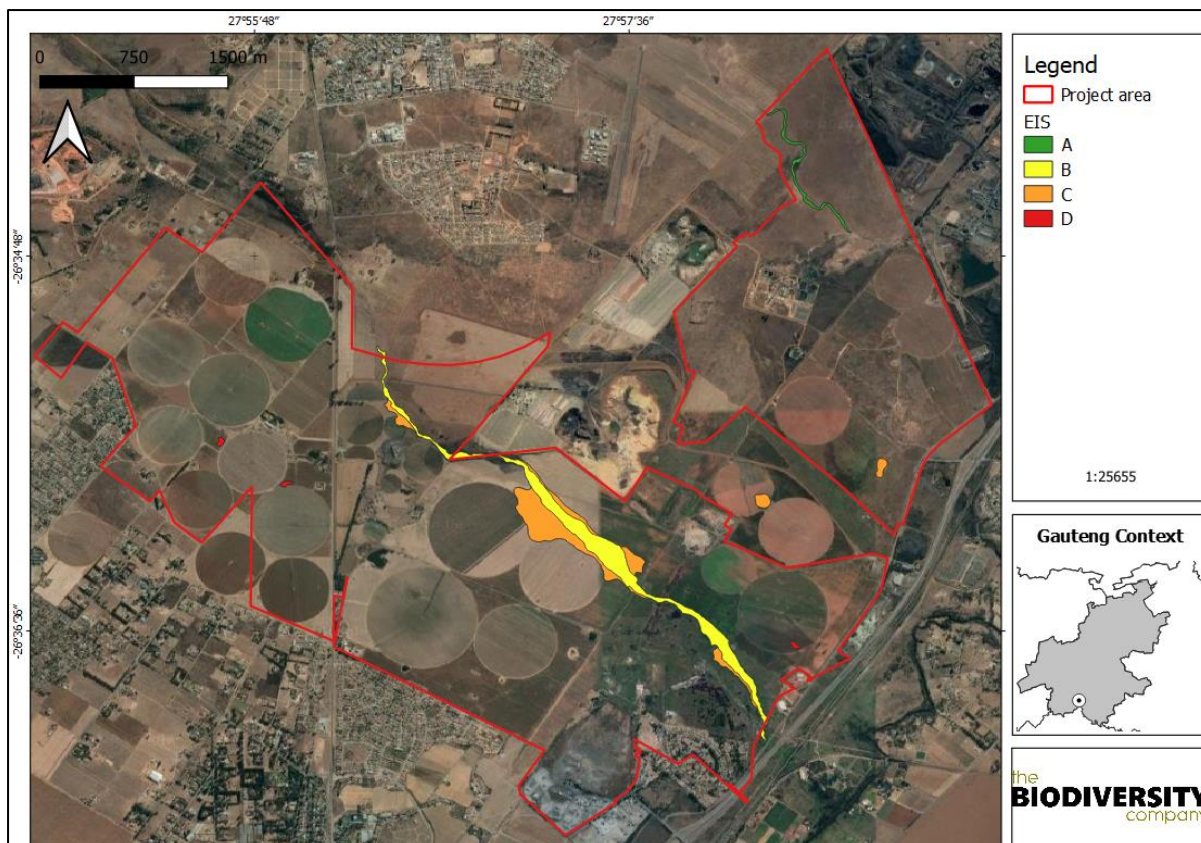 27°55'48"
27°57'36"
0
750
1500 m
-26°34'48"
-26°36'36"
Legend
Project area
EIS
A
B
C
D
1:25655
Gauteng Context
the
BIODIVERSITY
company